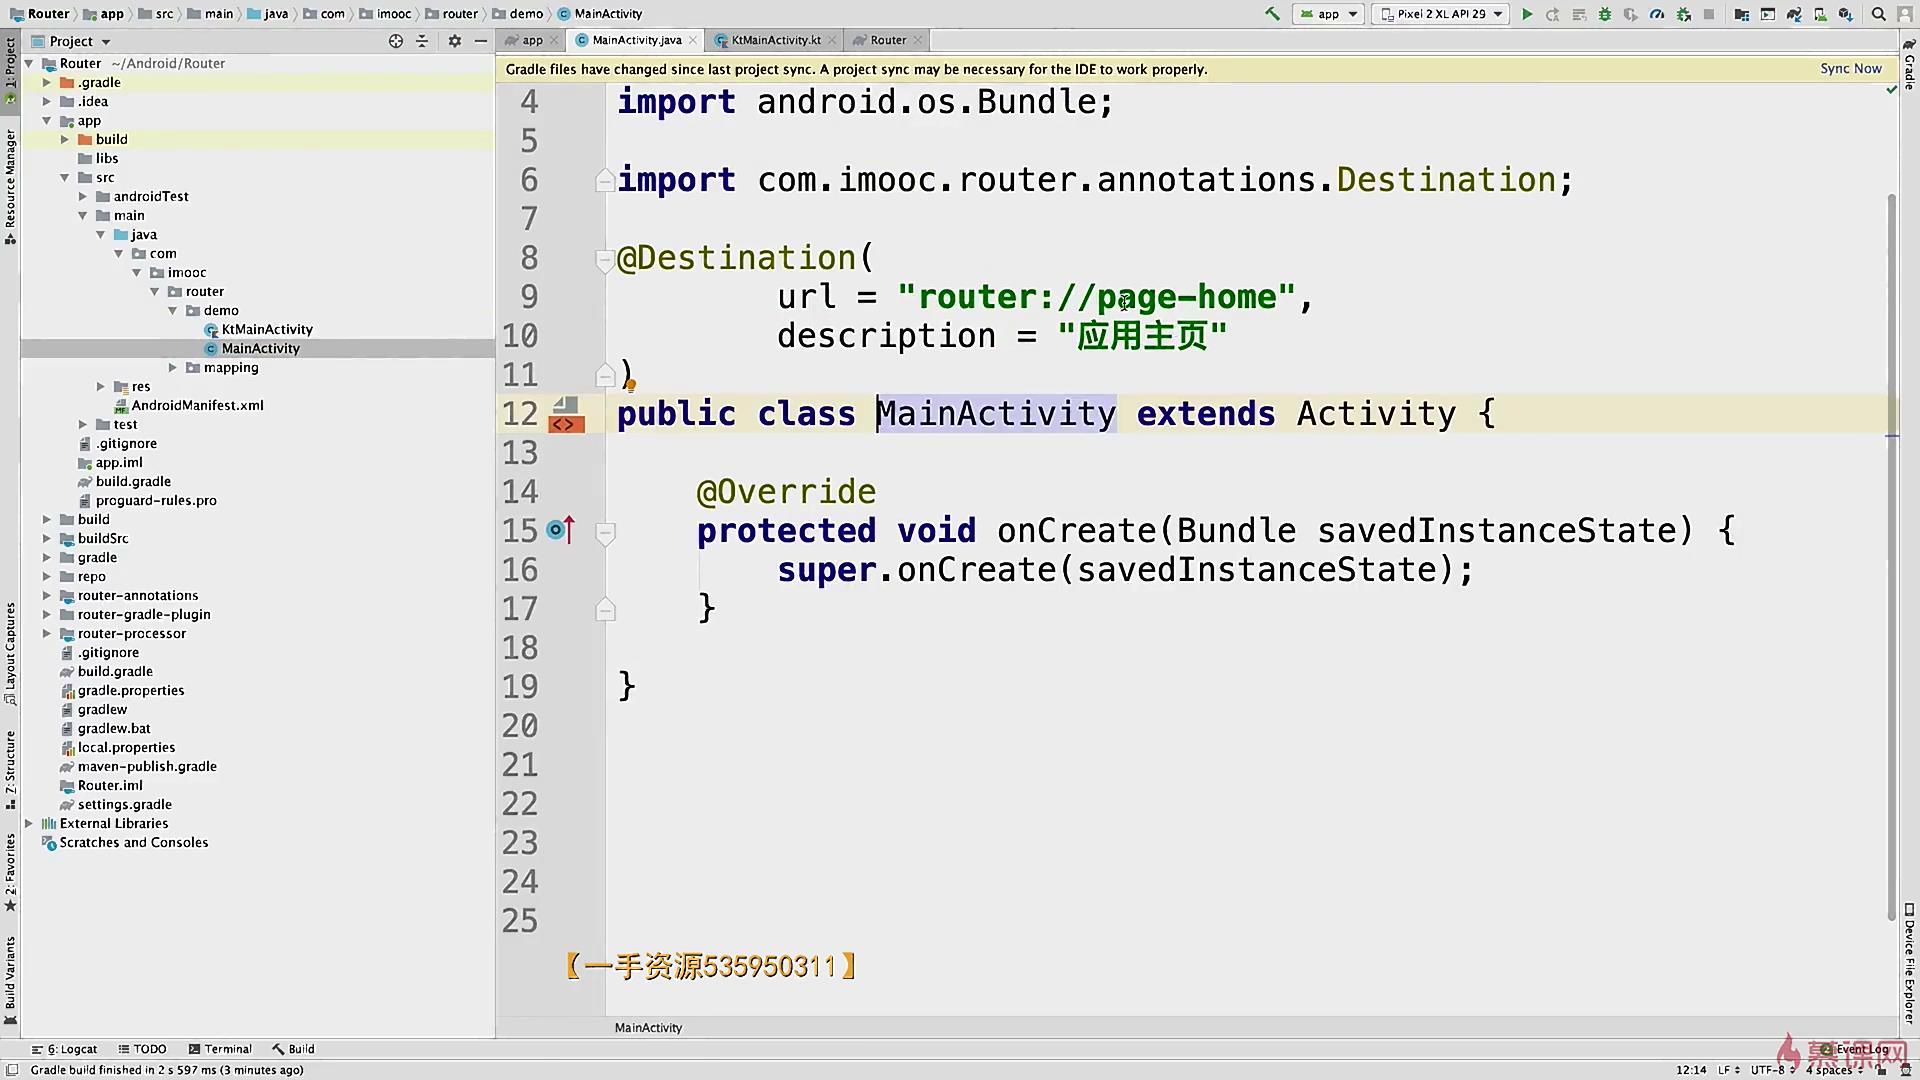 Router app src main java com imooc router demo MainActivity
app Pixel 2 XL API 29
Project
app MainActivity.java KtMainActivity.kt Router
Gradle files have changed since last project sync. A project sync may be necessary for the IDE to work properly. Sync Now
1: Project
Resource Manager
Layout Captures
Z: Structure
2: Favorites
Build Variants
Gradle
Device File Explorer
Router ~/Android/Router
.gradle
.idea
app
build
libs
src
androidTest
main
java
com
imooc
router
demo
KtMainActivity
MainActivity
mapping
res
AndroidManifest.xml
test
.gitignore
app.iml
build.gradle
proguard-rules.pro
build
buildSrc
gradle
repo
router-annotations
router-gradle-plugin
router-processor
.gitignore
build.gradle
gradle.properties
gradlew
gradlew.bat
local.properties
maven-publish.gradle
Router.iml
settings.gradle
External Libraries
Scratches and Consoles
4 import android.os.Bundle;
5
6 import com.imooc.router.annotations.Destination;
7
8 @Destination(
9 url = "router://page-home",
10 description = "应用主页"
11 )
12 public class MainActivity extends Activity {
13
14 @Override
15 protected void onCreate(Bundle savedInstanceState) {
16 super.onCreate(savedInstanceState);
17 }
18
19 }
20
21
22
23
24
25
【一手资源535950311】
MainActivity
6: Logcat TODO Terminal Build Event Log
慕课网
Gradle build finished in 2 s 597 ms (3 minutes ago) 12:14 LF UTF-8 4 spaces